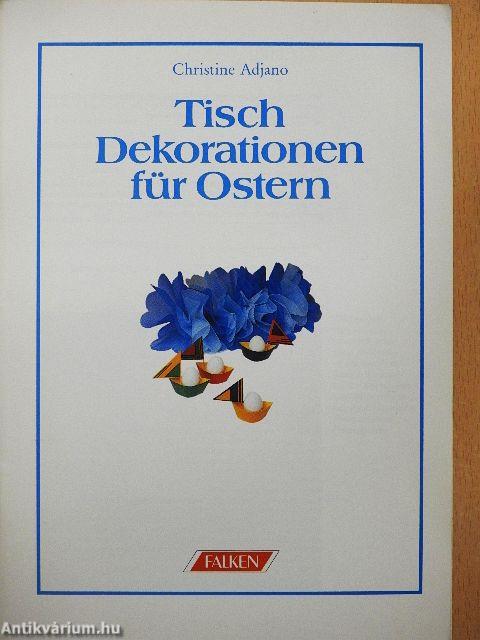 Christine Adjano
Tisch
Dekorationen
für Ostern
FALKEN
Antikvárium.hu